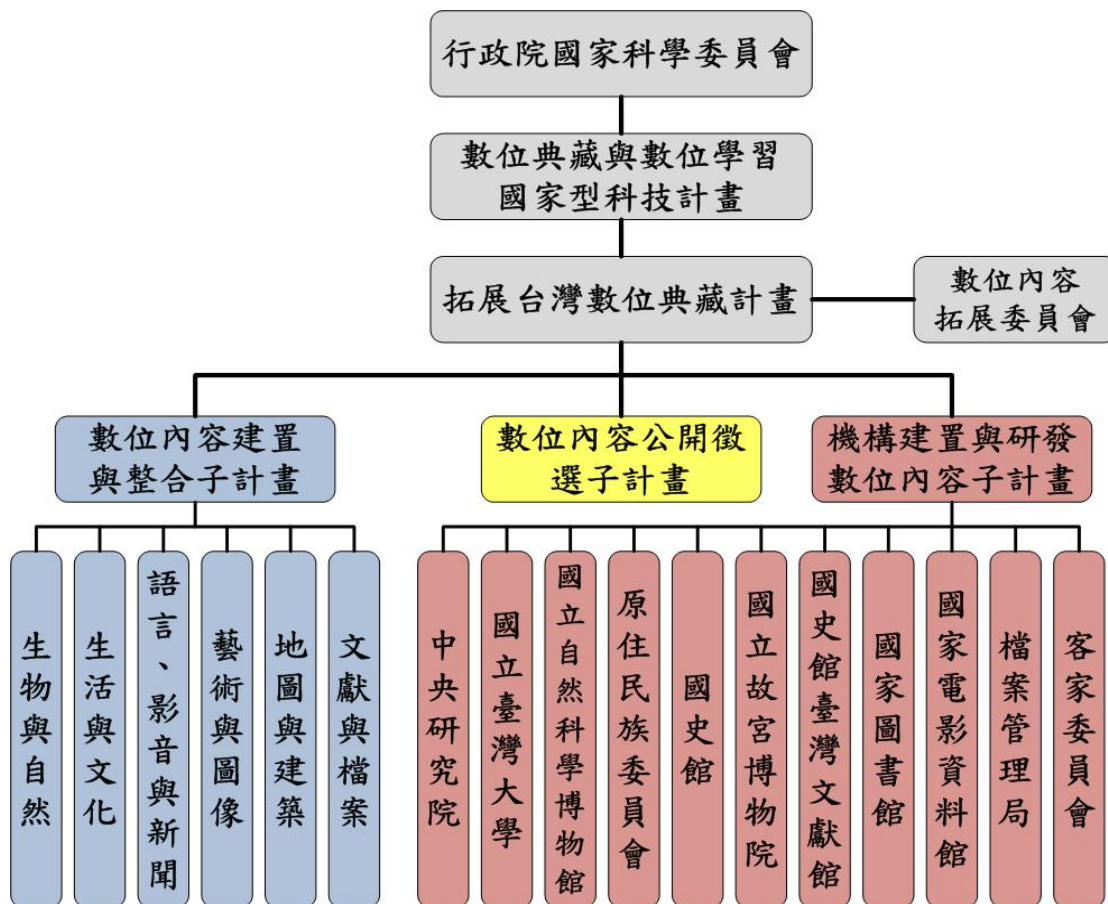 行政院國家科學委員會
數位典藏與數位學習
國家型科技計畫
拓展台灣數位典藏計畫
數位內容
拓展委員會
數位內容建置
與整合子計畫
數位內容公開徵
選子計畫
機構建置與研發
數位內容子計畫
生物與自然
生活與文化
語言、影音與新聞
藝術與圖像
地圖與建築
文獻與檔案
中央研究院
國立臺灣大學
國立自然科學博物館
原住民族委員會
國史館
國立故宮博物院
國史館臺灣文獻館
國家圖書館
國家電影資料館
檔案管理局
客家委員會